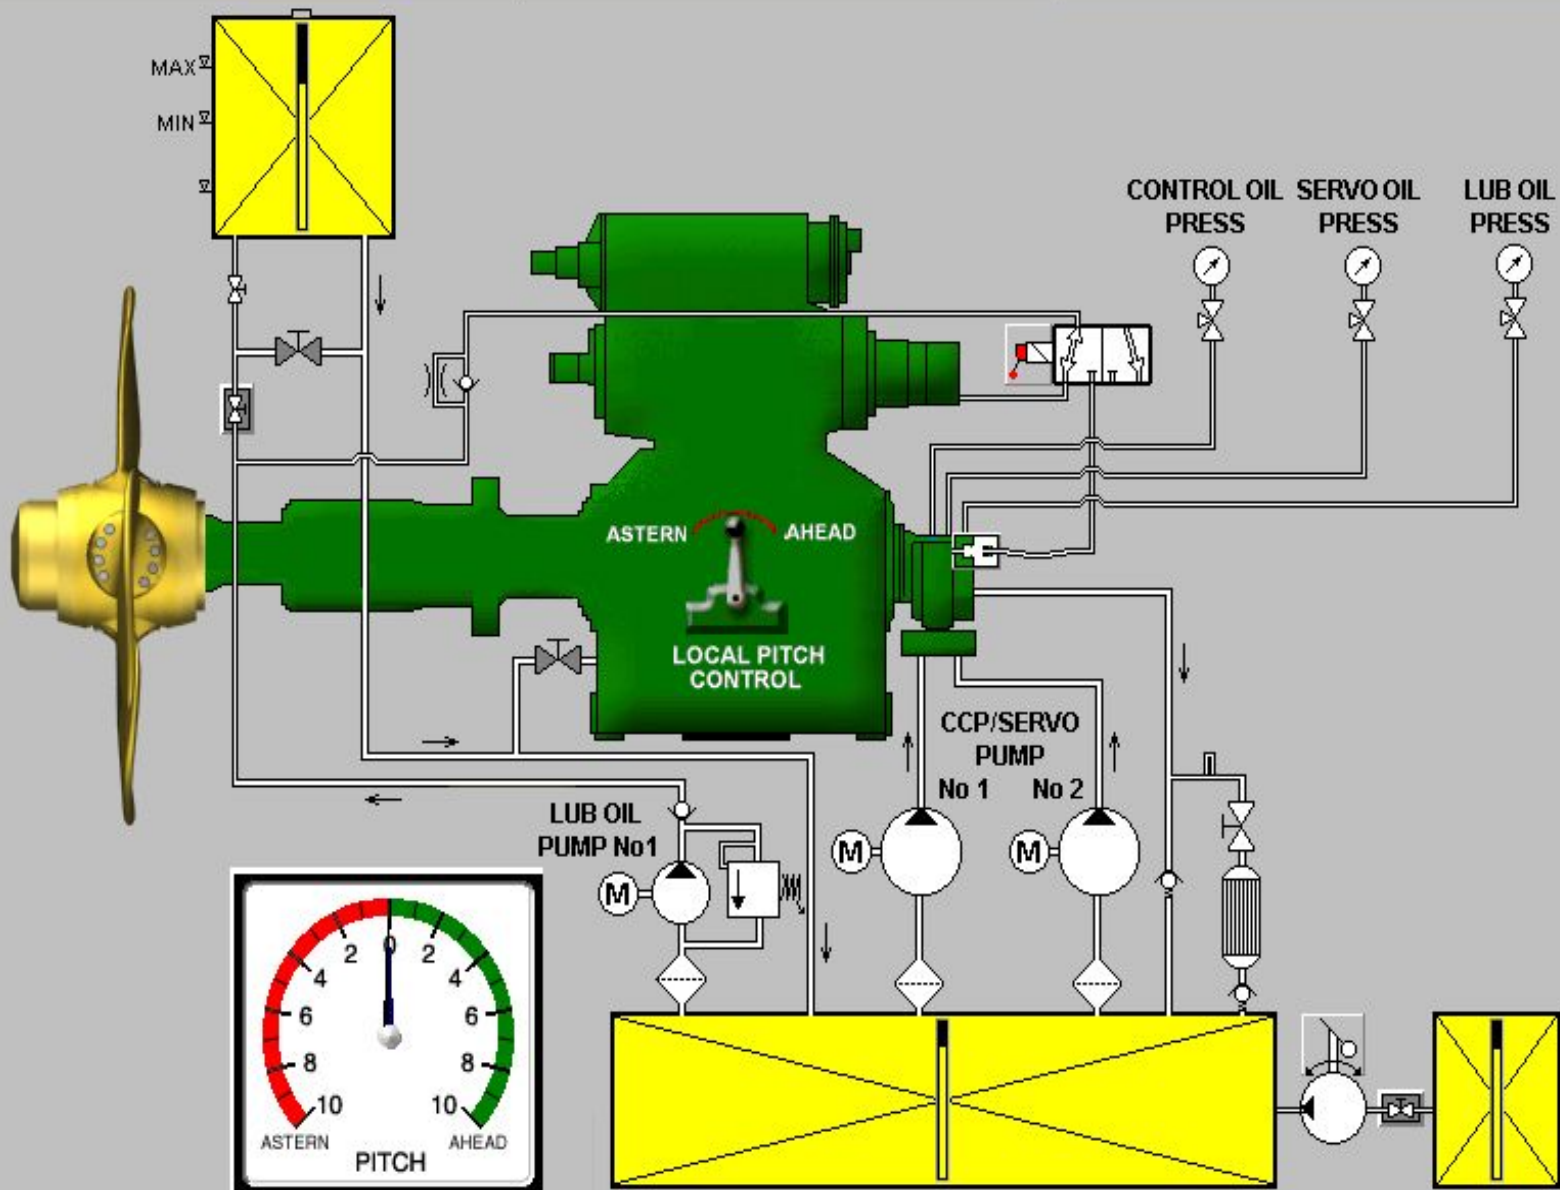 MAX
MIN
CONTROL OIL
PRESS
SERVO OIL
PRESS
LUB OIL
PRESS
ASTERN
AHEAD
LOCAL PITCH
CONTROL
CCP/SERVO
PUMP
No 1
No 2
LUB OIL
PUMP No1
M
M
M
0
2
2
4
4
6
6
8
8
10
10
ASTERN
AHEAD
PITCH